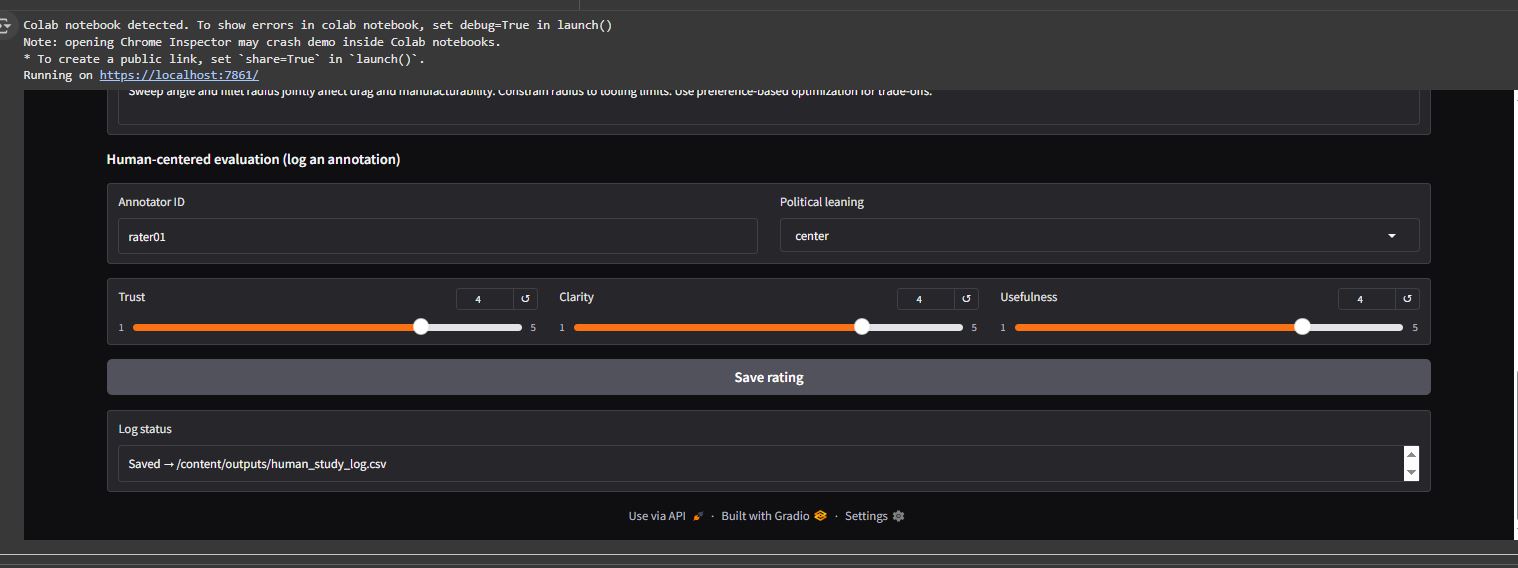 Colab notebook detected. To show errors in colab notebook, set debug=True in launch()
Note: opening Chrome Inspector may crash demo inside Colab notebooks.
* To create a public link, set `share=True` in `launch()`.
Running on https://localhost:7861/
Sweep angle and fillet radius jointly affect drag and manufacturability. Constrain radius to tooling limits. Use preference-based optimization for trade-offs.
Human-centered evaluation (log an annotation)
Annotator ID
Political leaning
rater01
center
Trust 4 ↺ Clarity 4 ↺ Usefulness 4 ↺
1 5 1 5 1 5
Save rating
Log status
Saved → /content/outputs/human_study_log.csv
Use via API · Built with Gradio · Settings